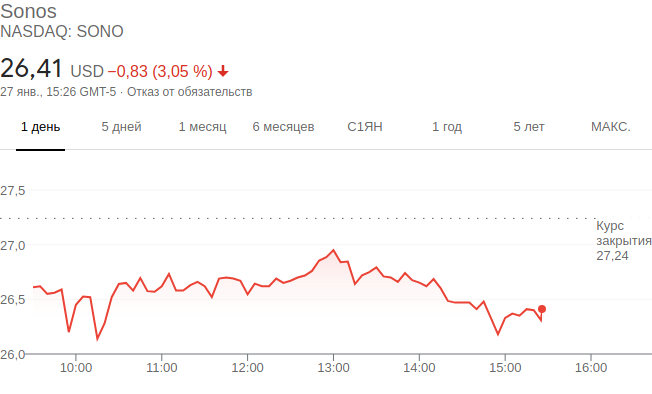 Sonos
NASDAQ: SONO
26,41 USD −0,83 (3,05 %)
27 янв., 15:26 GMT-5 · Отказ от обязательств
1 день 5 дней 1 месяц 6 месяцев С1ЯН 1 год 5 лет МАКС.
27,5
Курс
закрытия
27,24
27,0
26,5
26,0
10:00 11:00 12:00 13:00 14:00 15:00 16:00